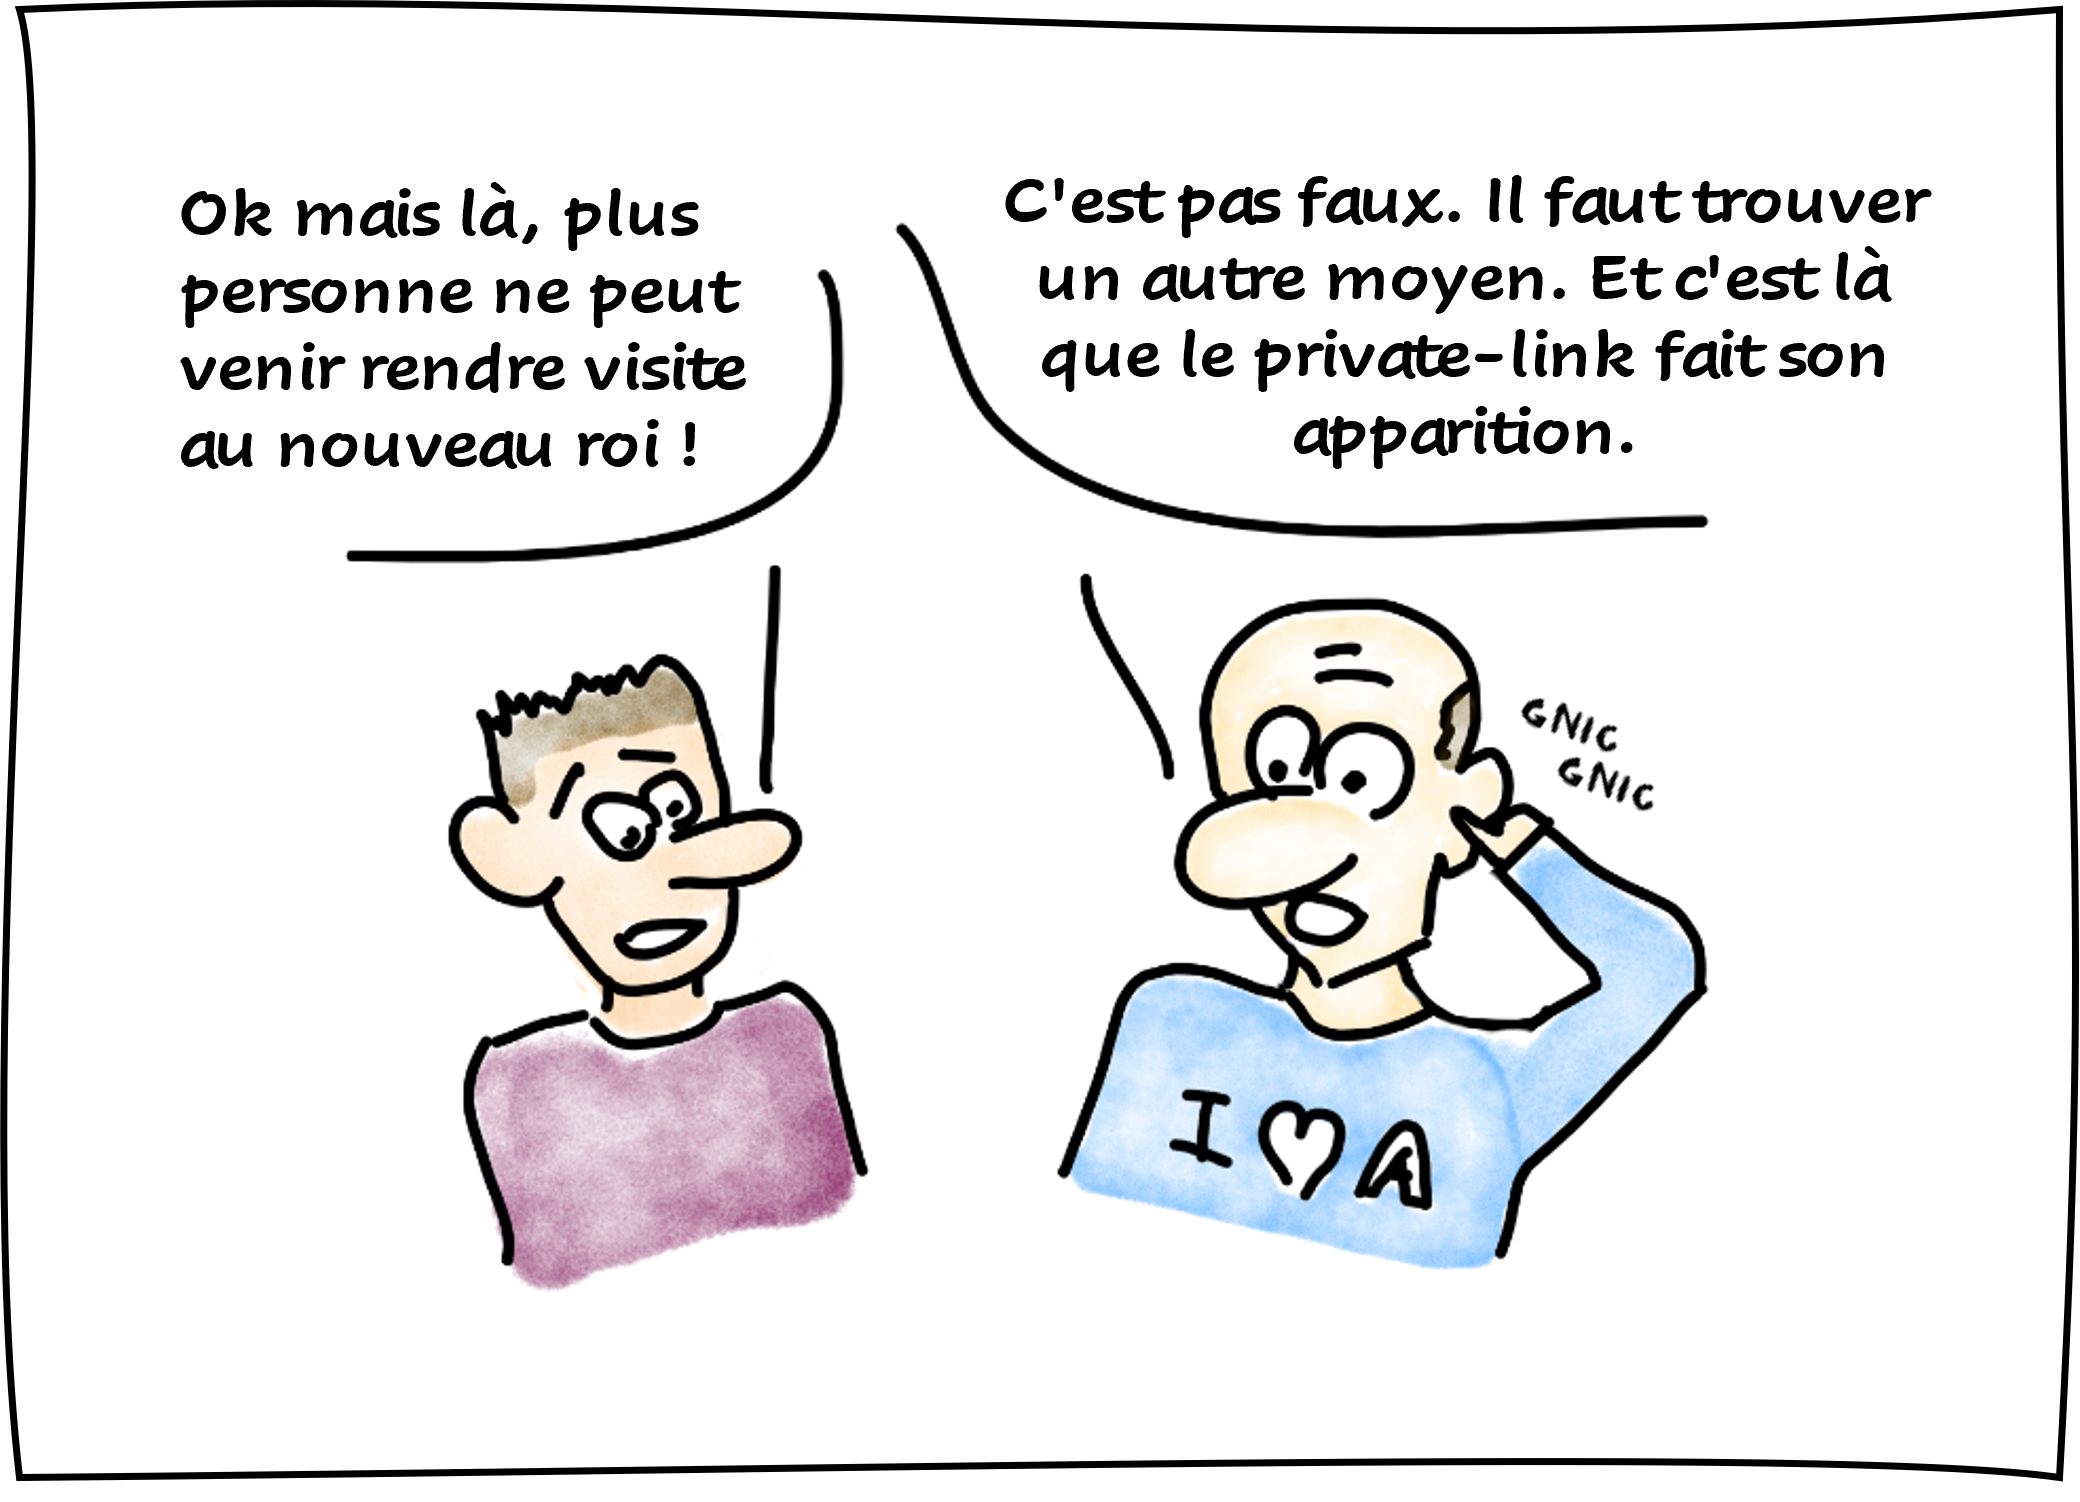 Ok mais là, plus
personne ne peut
venir rendre visite
au nouveau roi !
C'est pas faux. Il faut trouver
un autre moyen. Et c'est là
que le private-link fait son
apparition.
GNIC
GNIC
I ♡ A